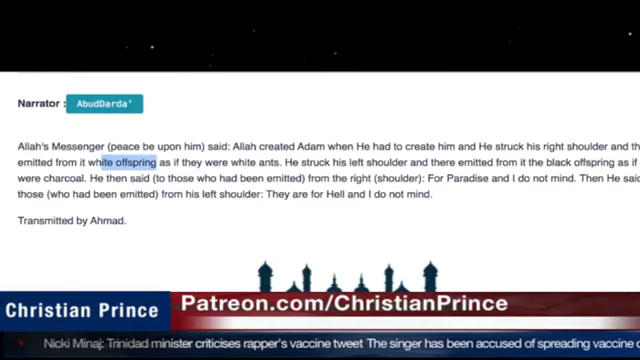 Narrator : AbudDarda'
Allah's Messenger (peace be upon him) said: Allah created Adam when He had to create him and He struck his right shoulder and th
emitted from it white offspring as if they were white ants. He struck his left shoulder and there emitted from it the black offspring as if
were charcoal. He then said (to those who had been emitted) from the right (shoulder): For Paradise and I do not mind. Then He said
those (who had been emitted) from his left shoulder: They are for Hell and I do not mind.
Transmitted by Ahmad.
Christian Prince
Patreon.com/ChristianPrince
Nicki Minaj: Trinidad minister criticises rapper's vaccine tweet The singer has been accused of spreading vaccine